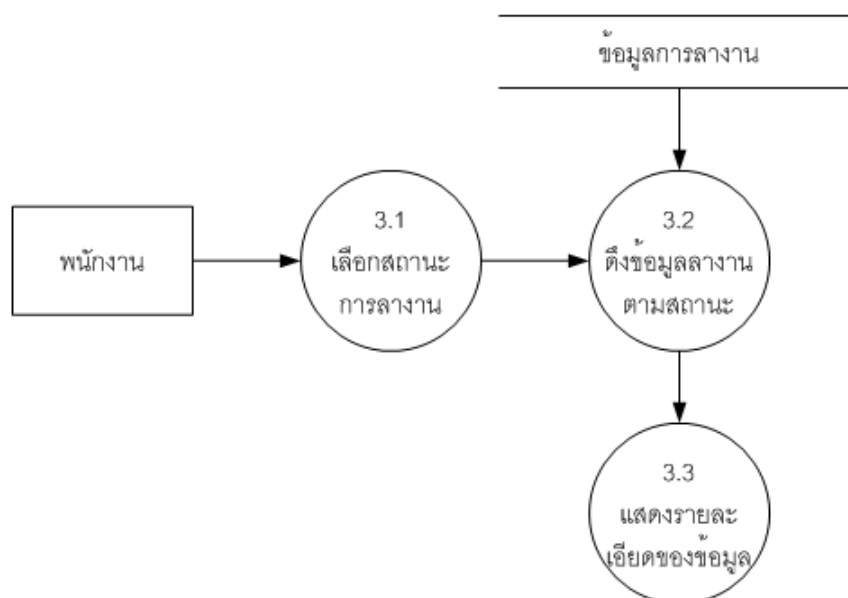 ข้อมูลการลางาน
พนักงาน
3.1
เลือกสถานะ
การลางาน
3.2
ดึงข้อมูลลางาน
ตามสถานะ
3.3
แสดงรายละ
เอียดของข้อมูล